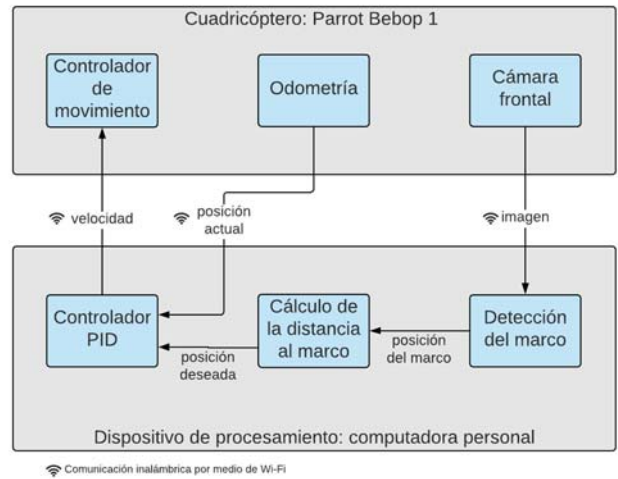 Cuadricóptero: Parrot Bebop 1
Controlador
de
movimiento
Odometría
Cámara
frontal
velocidad
posición
actual
imagen
Controlador
PID
posición
deseada
Cálculo de
la distancia
al marco
posición
del marco
Detección
del marco
Dispositivo de procesamiento: computadora personal
Comunicación inalámbrica por medio de Wi-Fi